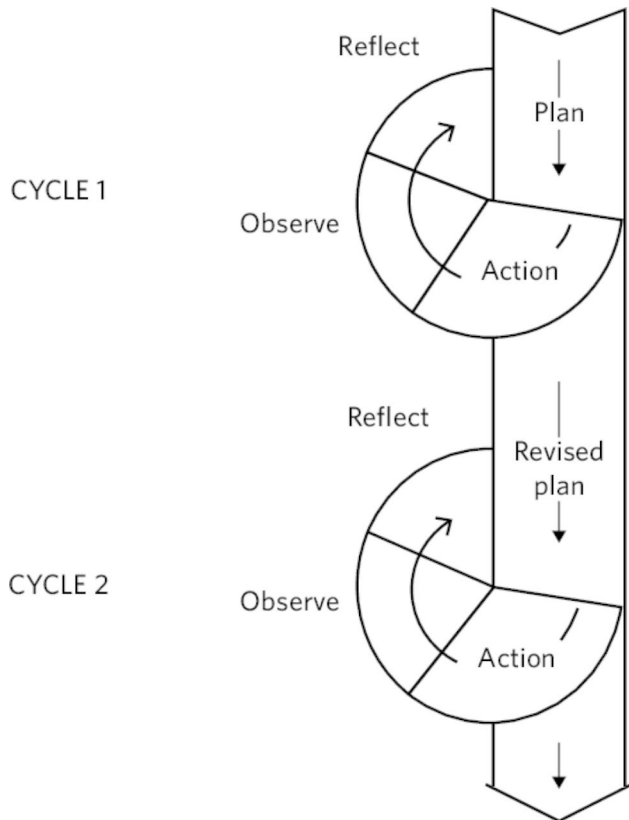 Reflect
Plan
CYCLE 1
Observe
Action
Reflect
Revised
plan
CYCLE 2
Observe
Action